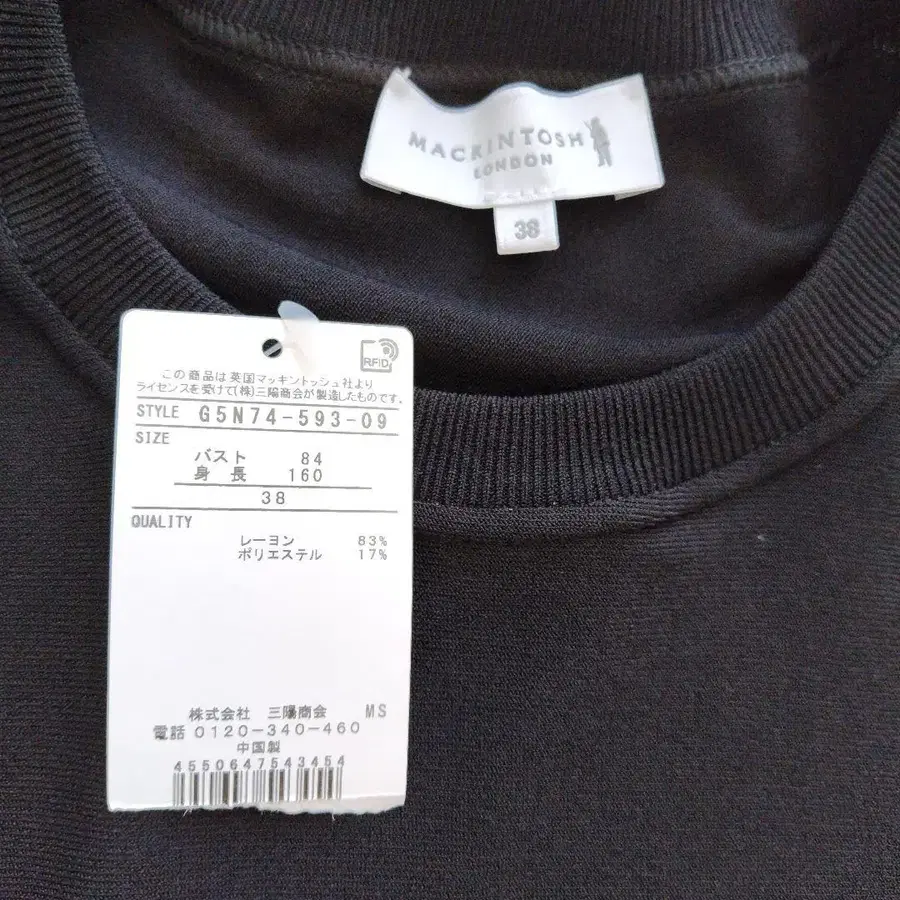 MACKINTOSH
LONDON
38
RFID
この商品は英国マッキントッシュ社より
ライセンスを受けて(株)三陽商会が製造したものです。
STYLE G5N74-593-09
SIZE
バスト 84
身長 160
38
QUALITY
レーヨン 83%
ポリエステル 17%
株式会社 三陽商会 MS
電話 0120-340-460
中国製
4550647543454